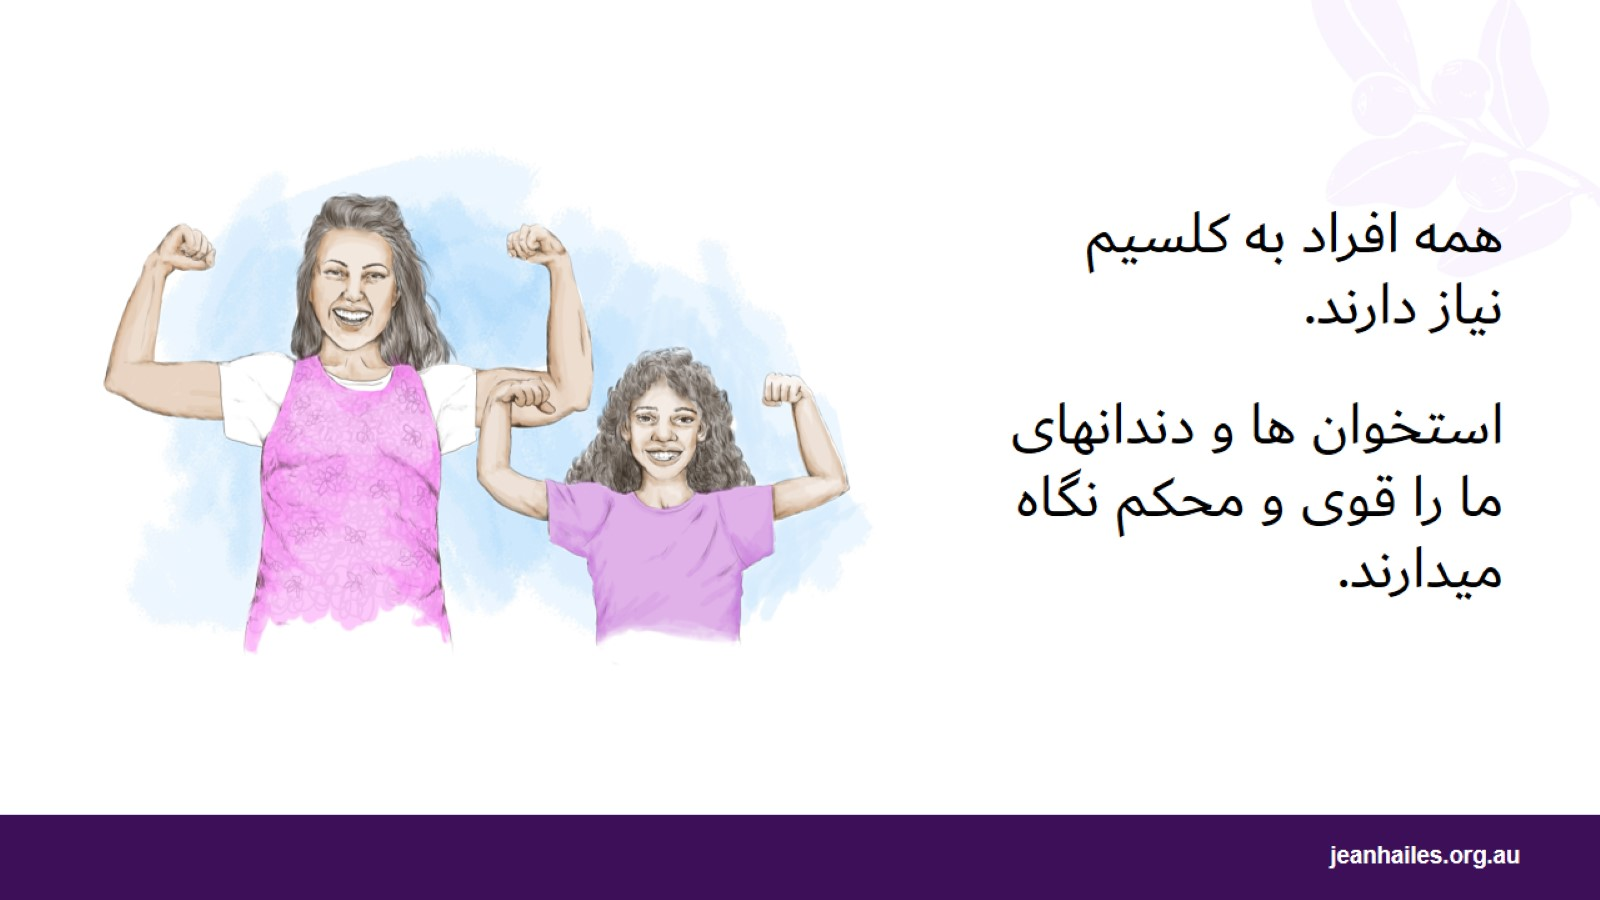 همه افراد به کلسیم
نیاز دارند.
استخوان ها و دندانهای
ما را قوی و محکم نگاه
میدارند.
jeanhailes.org.au